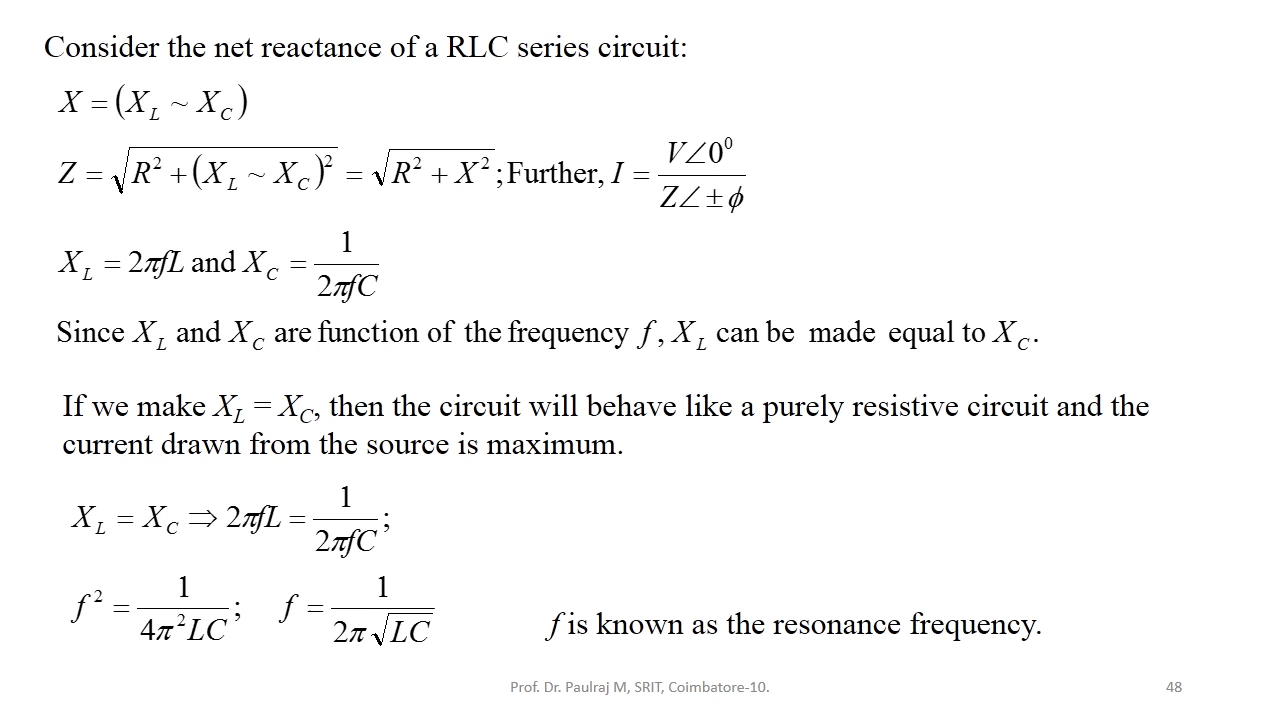 Consider the net reactance of a RLC series circuit:
X = (X_L ~ X_C)
Z = √(R² + (X_L ~ X_C)²) = √(R² + X²) ; Further, I = V∠0⁰ / Z∠±ϕ
X_L = 2πfL and X_C = 1 / 2πfC
Since X_L and X_C are function of the frequency f, X_L can be made equal to X_C.
If we make X_L = X_C, then the circuit will behave like a purely resistive circuit and the
current drawn from the source is maximum.
X_L = X_C ⇒ 2πfL = 1 / 2πfC ;
f² = 1 / 4π²LC ; f = 1 / 2π√LC f is known as the resonance frequency.
Prof. Dr. Paulraj M, SRIT, Coimbatore-10. 48